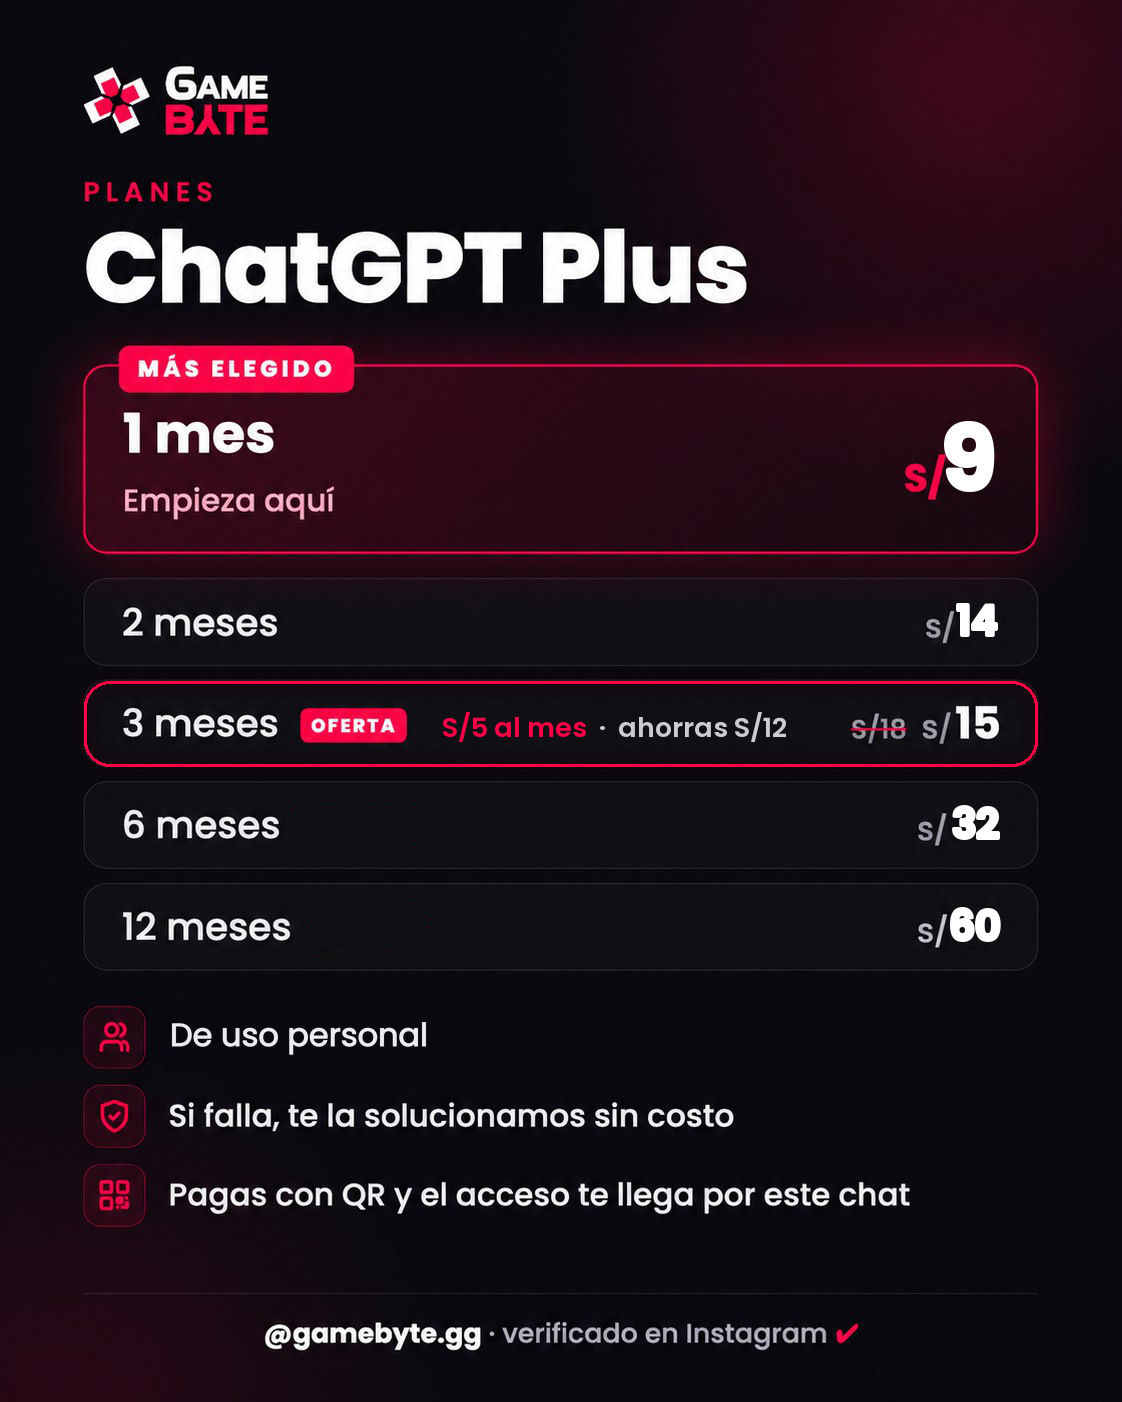 GAME
BYTE
PLANES
ChatGPT Plus
MÁS ELEGIDO
1 mes
Empieza aquí
s/9
2 meses
s/14
3 meses OFERTA S/5 al mes · ahorras S/12 S/18 s/15
6 meses
s/32
12 meses
s/60
De uso personal
Si falla, te la solucionamos sin costo
Pagas con QR y el acceso te llega por este chat
@gamebyte.gg · verificado en Instagram ✔